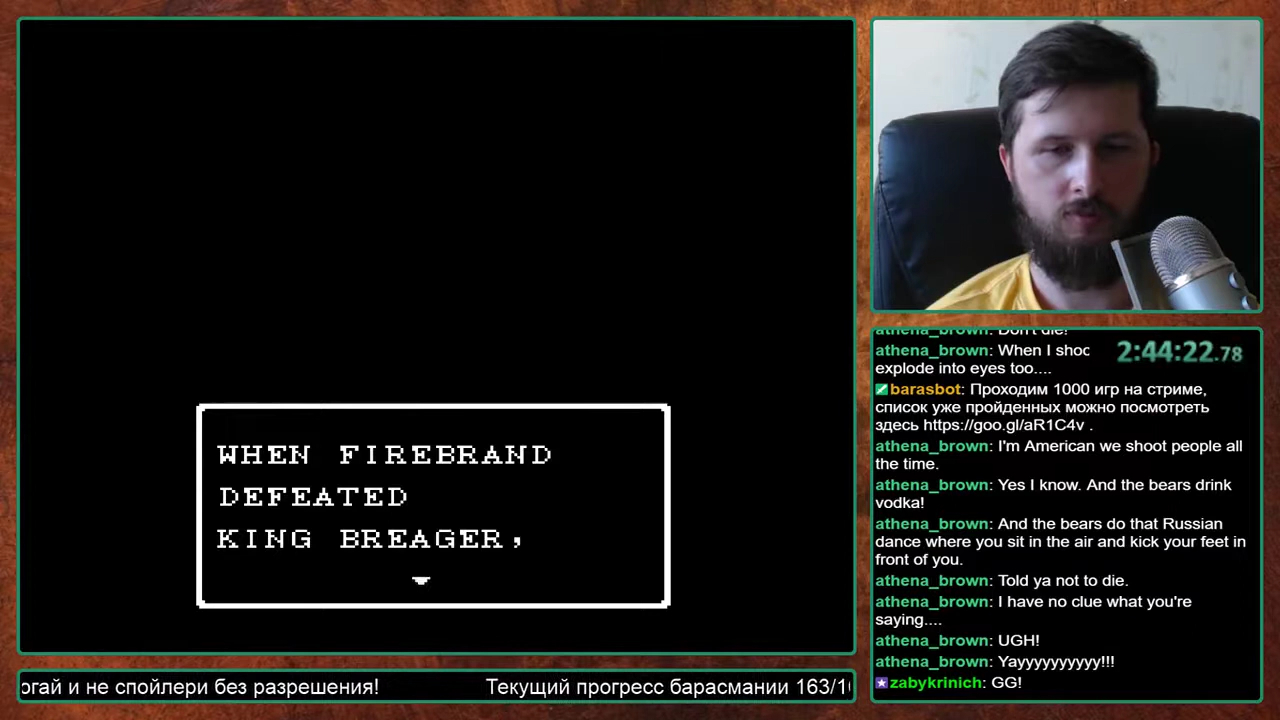 WHEN FIREBRAND
DEFEATED
KING BREAGER,
athena_brown: Don't die!
athena_brown: When I shoo
explode into eyes too....
2:44:22.78
barasbot: Проходим 1000 игр на стриме,
список уже пройденных можно посмотреть
здесь https://goo.gl/aR1C4v .
athena_brown: I'm American we shoot people all
the time.
athena_brown: Yes I know. And the bears drink
vodka!
athena_brown: And the bears do that Russian
dance where you sit in the air and kick your feet in
front of you.
athena_brown: Told ya not to die.
athena_brown: I have no clue what you're
saying....
athena_brown: UGH!
athena_brown: Yayyyyyyyyyy!!!
zabykrinich: GG!
огай и не спойлери без разрешения! Текущий прогресс барасмании 163/1